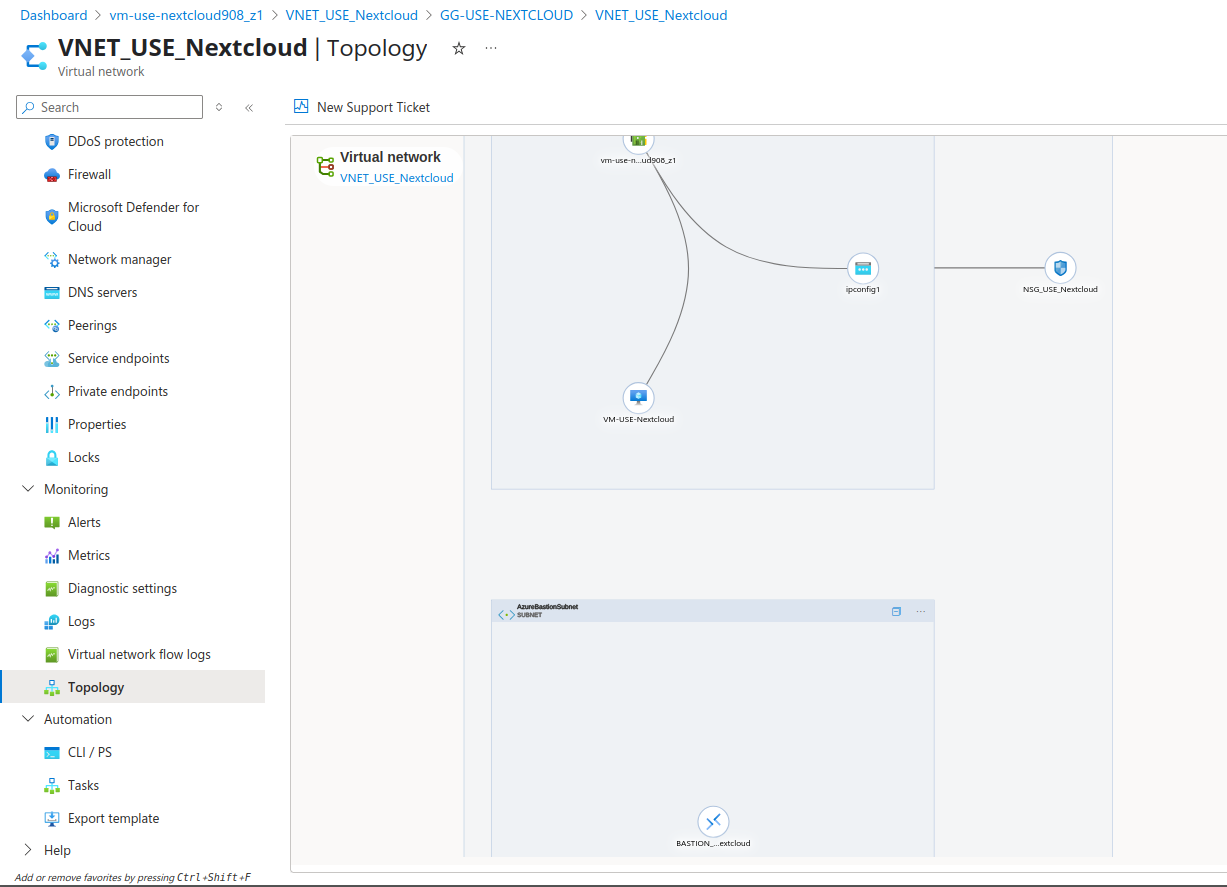 Dashboard > vm-use-nextcloud908_z1 > VNET_USE_Nextcloud > GG-USE-NEXTCLOUD > VNET_USE_Nextcloud
VNET_USE_Nextcloud | Topology
Virtual network
Search
New Support Ticket
DDoS protection
Firewall
Microsoft Defender for
Cloud
Network manager
DNS servers
Peerings
Service endpoints
Private endpoints
Properties
Locks
Monitoring
Alerts
Metrics
Diagnostic settings
Logs
Virtual network flow logs
Topology
Automation
CLI / PS
Tasks
Export template
Help
Add or remove favorites by pressing Ctrl+Shift+F
Virtual network
VNET_USE_Nextcloud
vm-use-n...ud908_z1
ipconfig1
NSG_USE_Nextcloud
VM-USE-Nextcloud
AzureBastionSubnet
SUBNET
BASTION_...extcloud